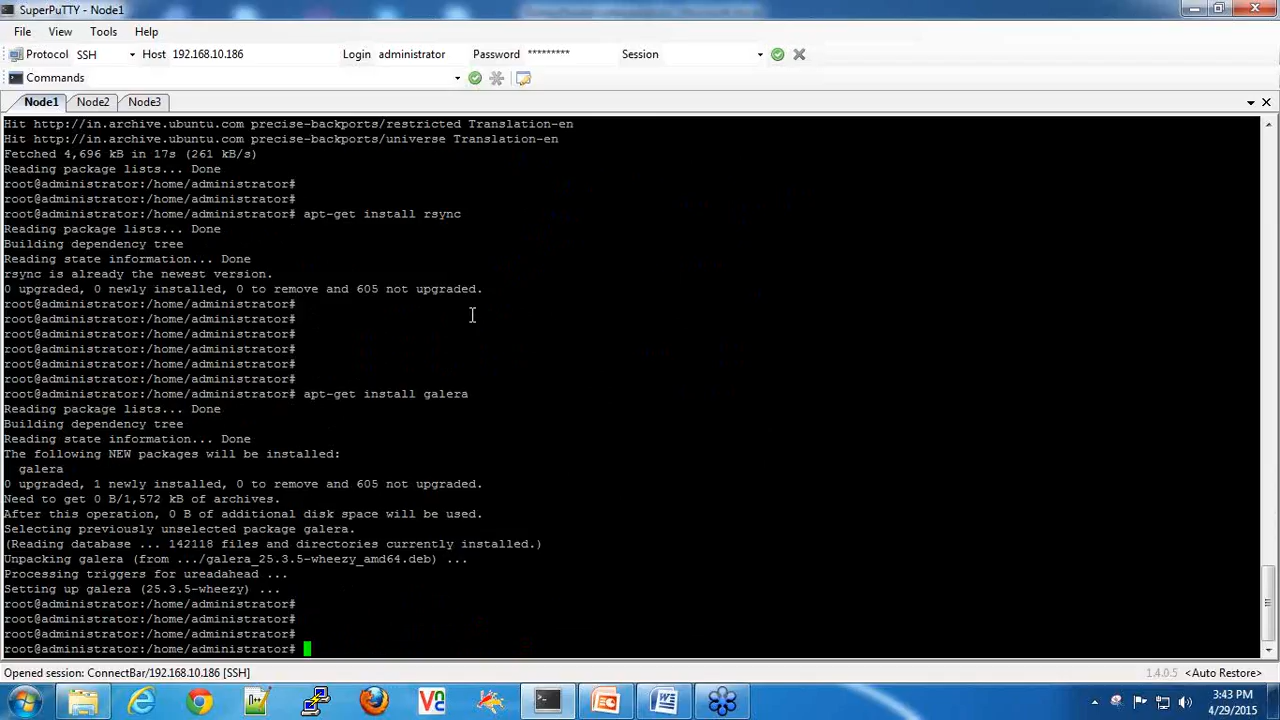 SuperPuTTY - Node1
File View Tools Help
Protocol SSH Host 192.168.10.186 Login administrator Password ********* Session
Commands
Node1 Node2 Node3
Hit http://in.archive.ubuntu.com precise-backports/restricted Translation-en
Hit http://in.archive.ubuntu.com precise-backports/universe Translation-en
Fetched 4,696 kB in 17s (261 kB/s)
Reading package lists... Done
root@administrator:/home/administrator#
root@administrator:/home/administrator#
root@administrator:/home/administrator# apt-get install rsync
Reading package lists... Done
Building dependency tree
Reading state information... Done
rsync is already the newest version.
0 upgraded, 0 newly installed, 0 to remove and 605 not upgraded.
root@administrator:/home/administrator#
root@administrator:/home/administrator#
root@administrator:/home/administrator#
root@administrator:/home/administrator#
root@administrator:/home/administrator#
root@administrator:/home/administrator#
root@administrator:/home/administrator# apt-get install galera
Reading package lists... Done
Building dependency tree
Reading state information... Done
The following NEW packages will be installed:
galera
0 upgraded, 1 newly installed, 0 to remove and 605 not upgraded.
Need to get 0 B/1,572 kB of archives.
After this operation, 0 B of additional disk space will be used.
Selecting previously unselected package galera.
(Reading database ... 142118 files and directories currently installed.)
Unpacking galera (from .../galera_25.3.5-wheezy_amd64.deb) ...
Processing triggers for ureadahead ...
Setting up galera (25.3.5-wheezy) ...
root@administrator:/home/administrator#
root@administrator:/home/administrator#
root@administrator:/home/administrator#
root@administrator:/home/administrator#
Opened session: ConnectBar/192.168.10.186 [SSH] 1.4.0.5 <Auto Restore>
3:43 PM
4/29/2015